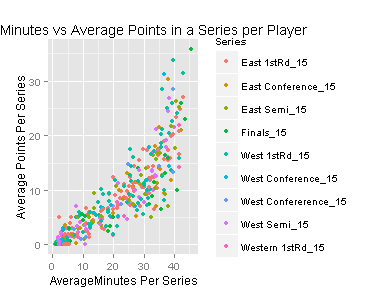 Minutes vs Average Points in a Series per Player
Series
East 1stRd_15
East Conference_15
East Semi_15
Finals_15
West 1stRd_15
West Conference_15
West Confererence_15
West Semi_15
Western 1stRd_15
Average Points Per Series
30
20
10
0
0 10 20 30 40
AverageMinutes Per Series